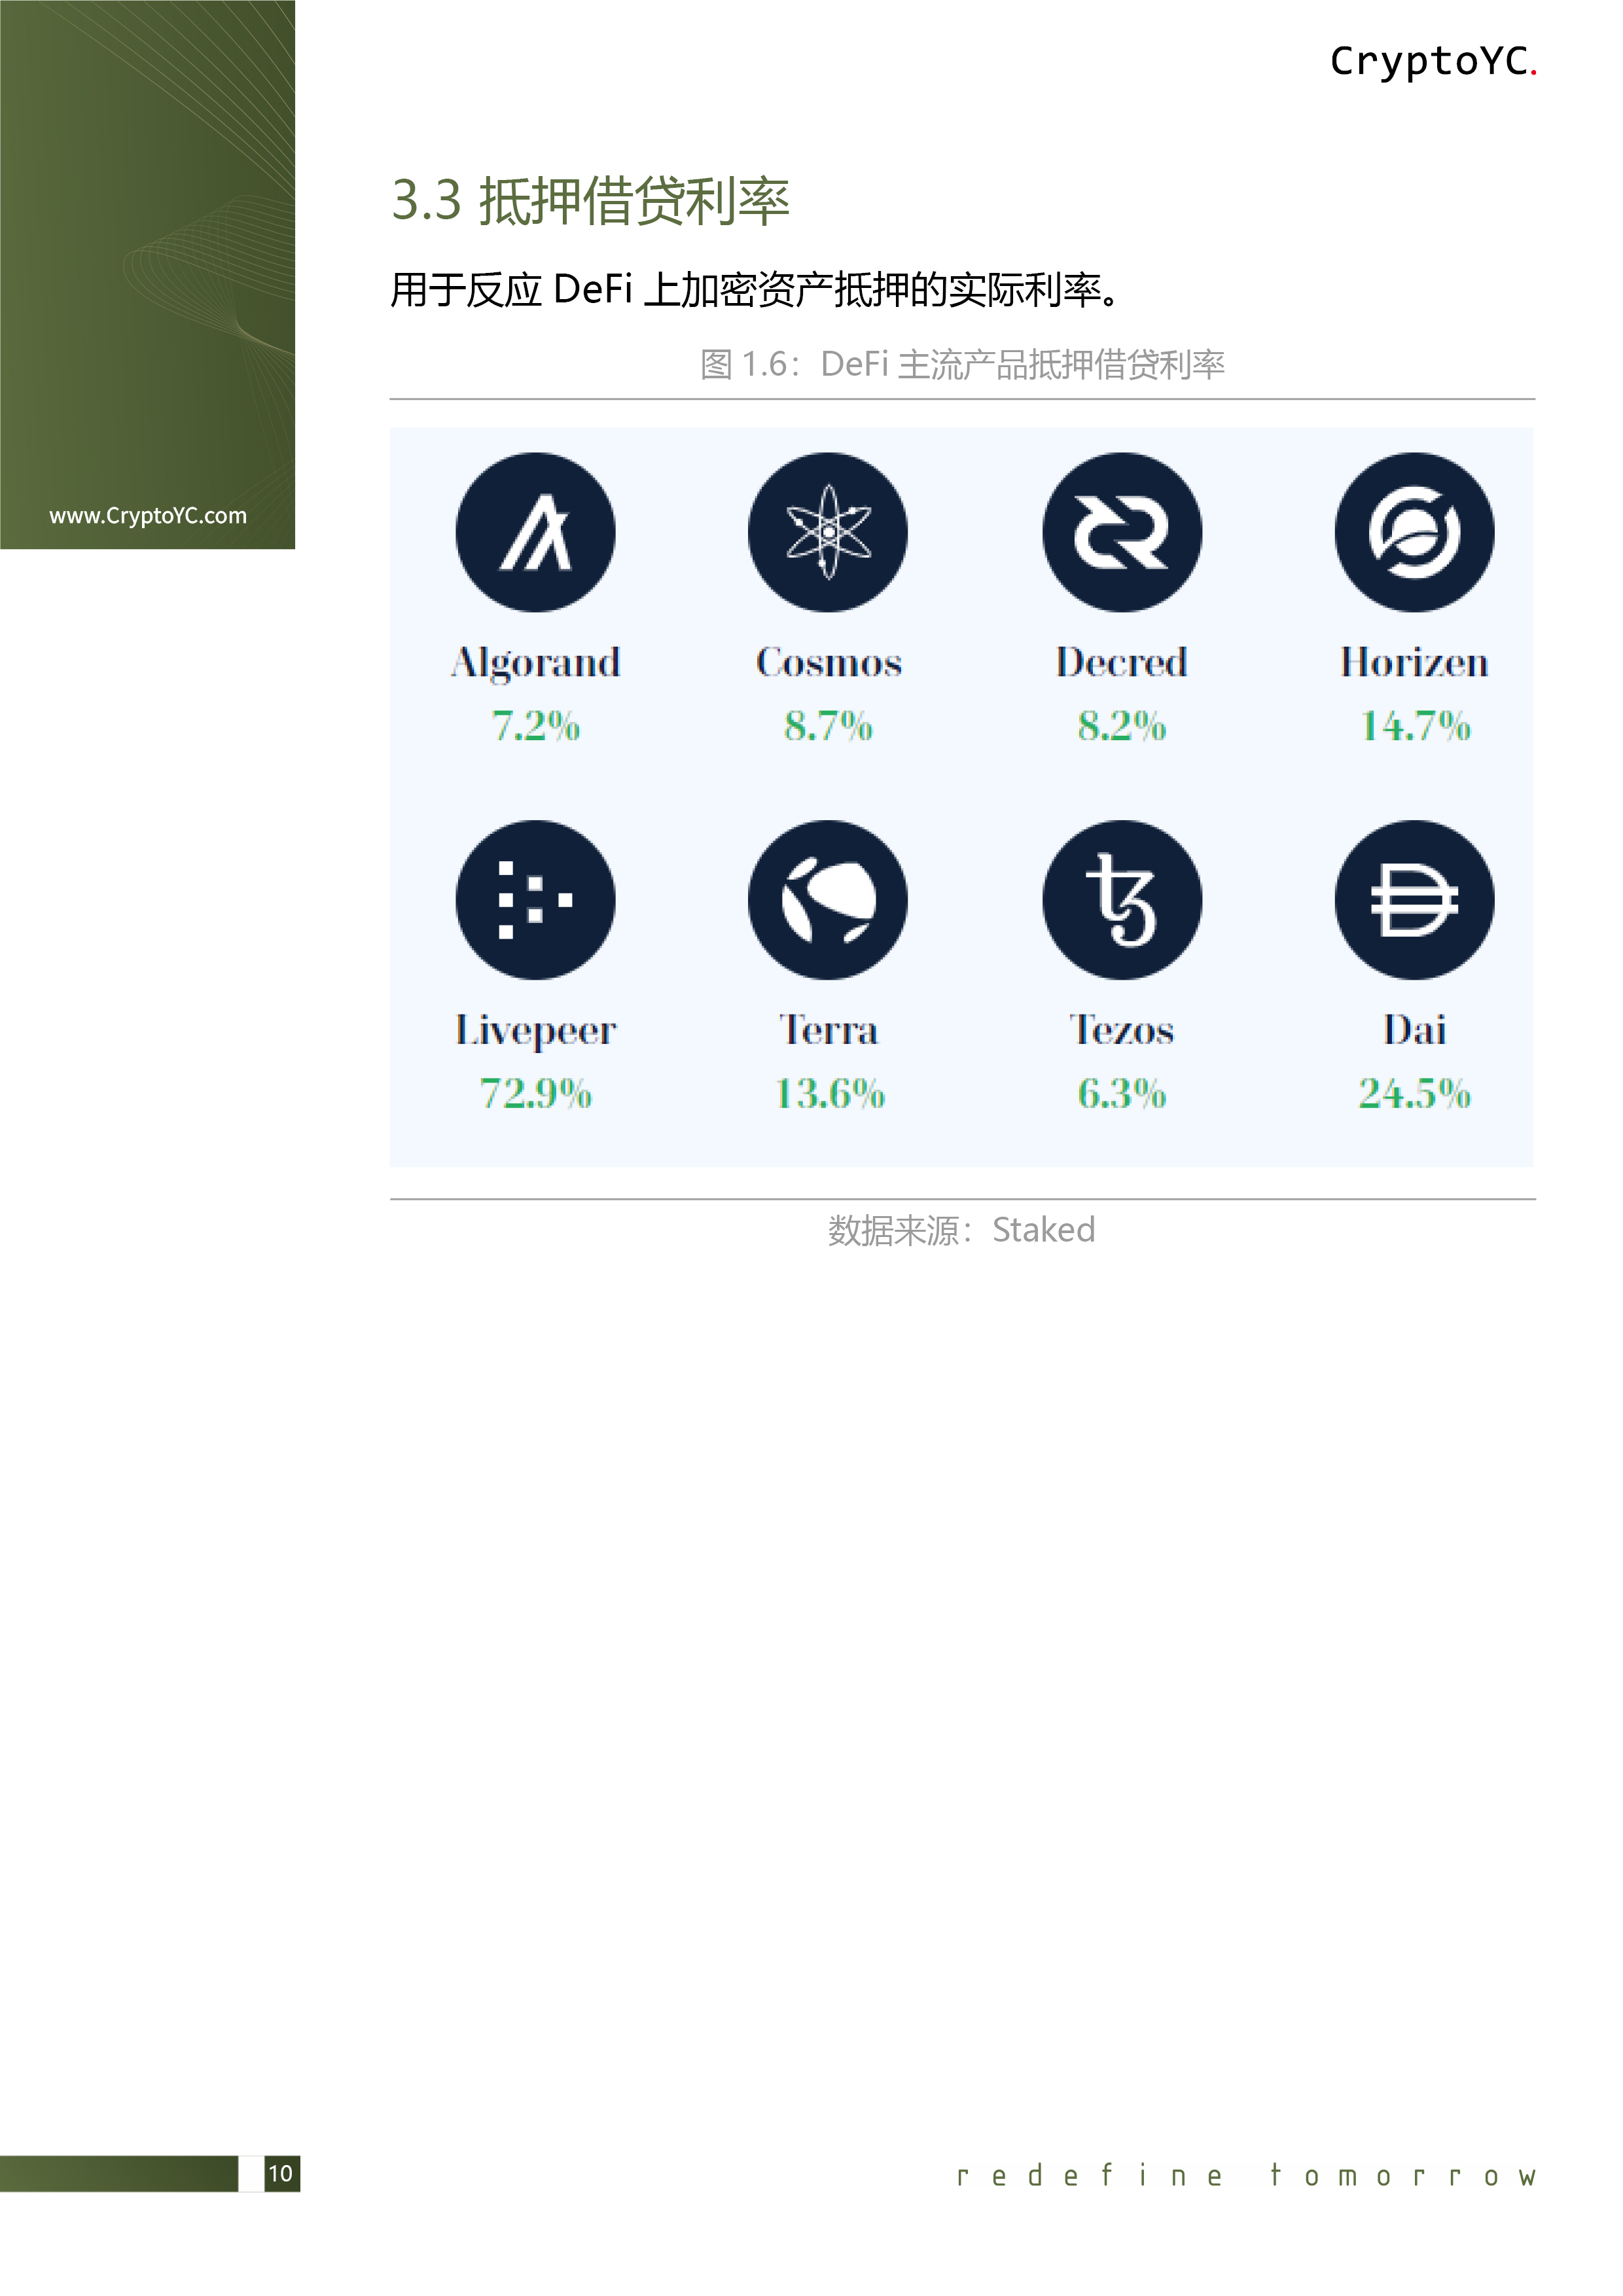 CryptoYC.
www.CryptoYC.com
3.3 抵押借贷利率
用于反应 DeFi 上加密资产抵押的实际利率。
图 1.6：DeFi 主流产品抵押借贷利率
Algorand Cosmos Decred Horizen
7.2% 8.7% 8.2% 14.7%
Livepeer Terra Tezos Dai
72.9% 13.6% 6.3% 24.5%
数据来源：Staked
10
redefine tomorrow